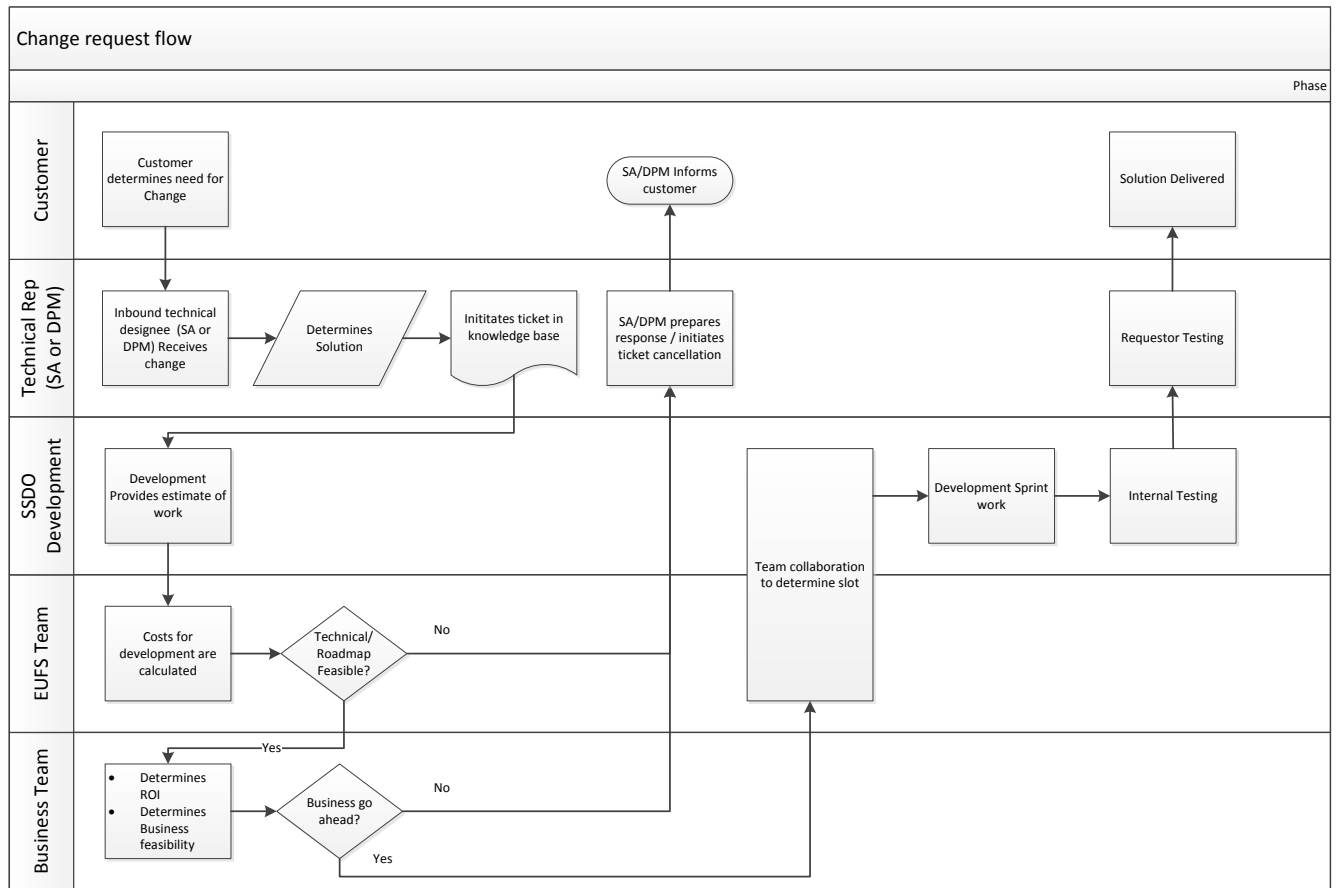 Change request flow
Phase
Customer
Customer
determines need for
Change
SA/DPM Informs
customer
Solution Delivered
Technical Rep
(SA or DPM)
Inbound technical
designee (SA or
DPM) Receives
change
Determines
Solution
Inititates ticket in
knowledge base
SA/DPM prepares
response / initiates
ticket cancellation
Requestor Testing
SSDO
Development
Development
Provides estimate of
work
Team collaboration
to determine slot
Development Sprint
work
Internal Testing
EUFS Team
Costs for
development are
calculated
Technical/
Roadmap
Feasible?
No
Yes
Business Team
• Determines
ROI
• Determines
Business
feasibility
Business go
ahead?
No
Yes